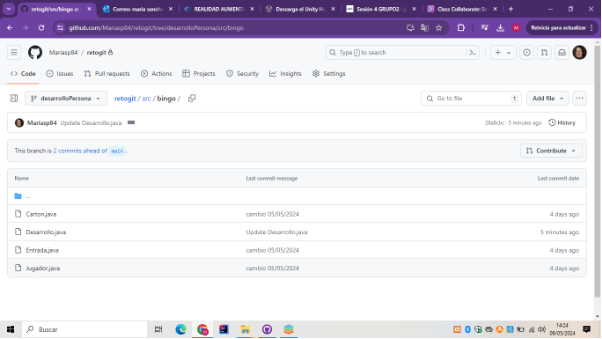 retogit/src/bingo at
Correo: maria sanche
REALIDAD AUMENT
Descarga el Unity H
Sesión 4 GRUPO2 -
Class Collaborate: Se
github.com/Mariasp84/retogit/tree/desarrolloPersona/src/bingo
Reinicia para actualizar
Mariasp84 / retogit
Type / to search
Code
Issues
Pull requests
Actions
Projects
Security
Insights
Settings
desarrolloPersona
retogit / src / bingo /
Go to file
t
Add file
Mariasp84 Update Desarrollo.java
5 minutes ago
History
This branch is 2 commits ahead of main .
Contribute
Name
Last commit message
Last commit date
..
Carton.java
cambio 05/05/2024
4 days ago
Desarrollo.java
Update Desarrollo.java
5 minutes ago
Entrada.java
cambio 05/05/2024
4 days ago
Jugador.java
cambio 05/05/2024
4 days ago
Buscar
14:24
09/05/2024